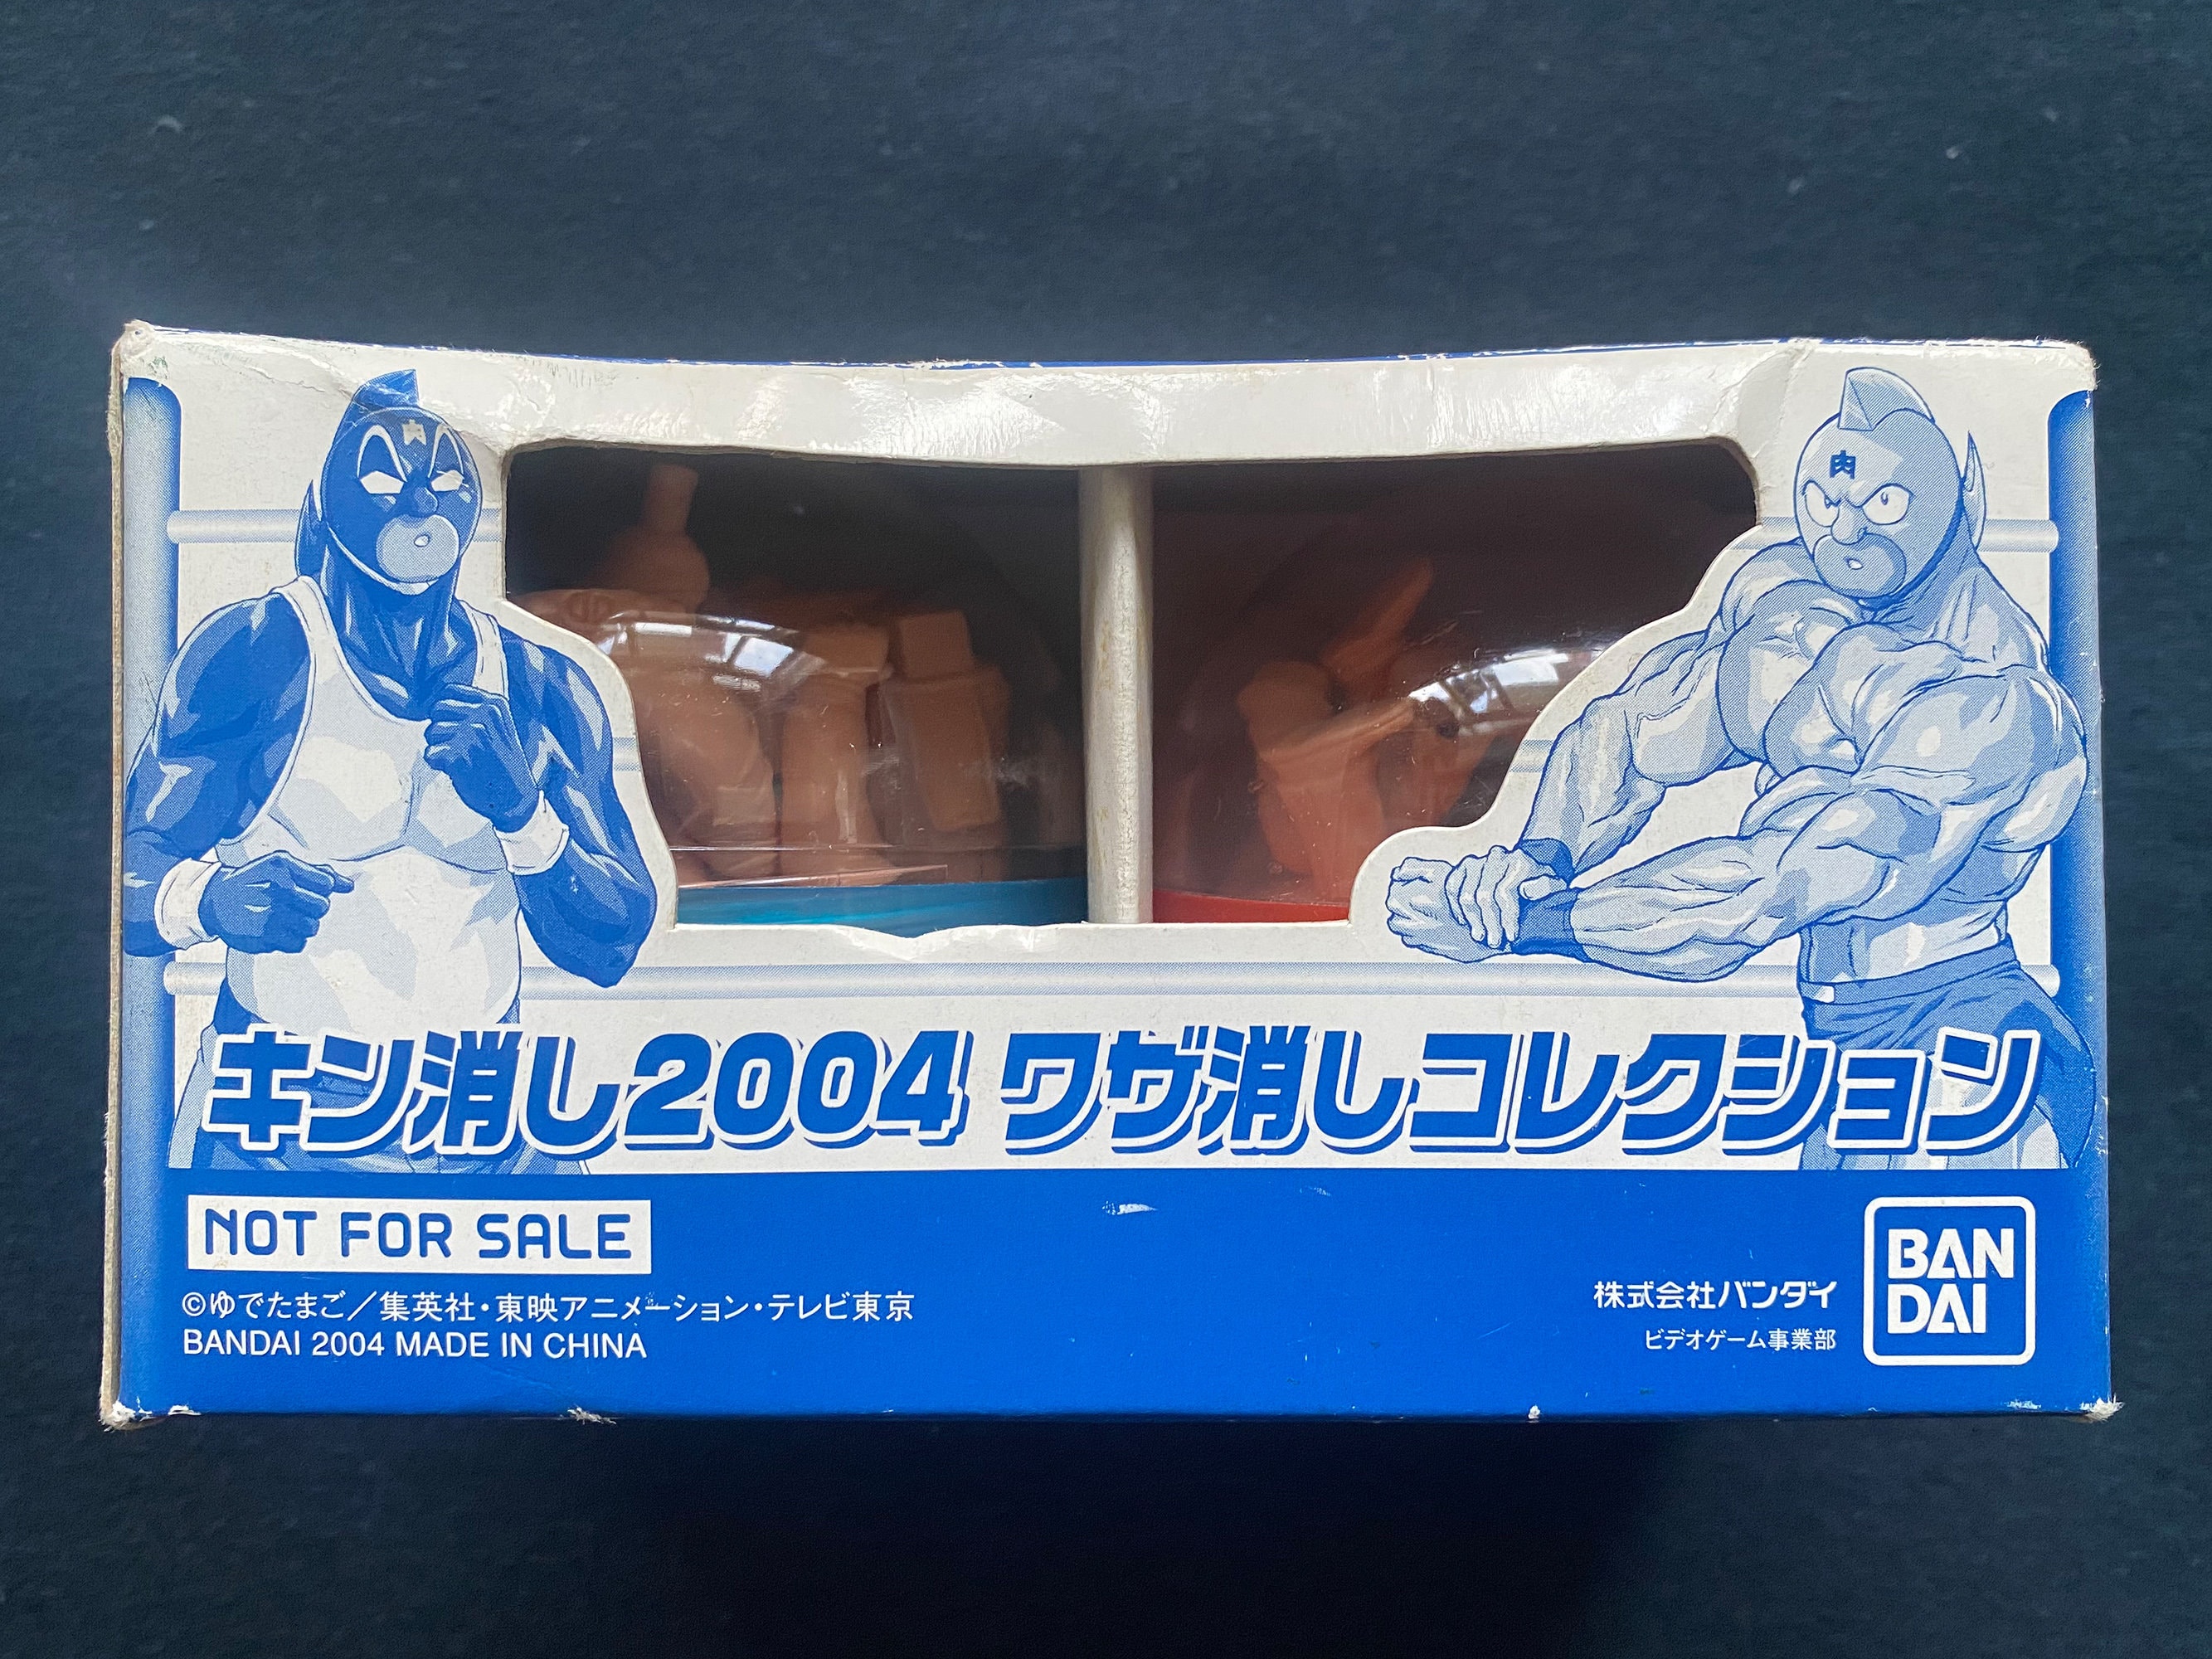 肉
肉
キン消し2004 ワザ消しコレクション
NOT FOR SALE
©ゆでたまご／集英社・東映アニメーション・テレビ東京
BANDAI 2004 MADE IN CHINA
株式会社バンダイ
ビデオゲーム事業部
BAN
DAI